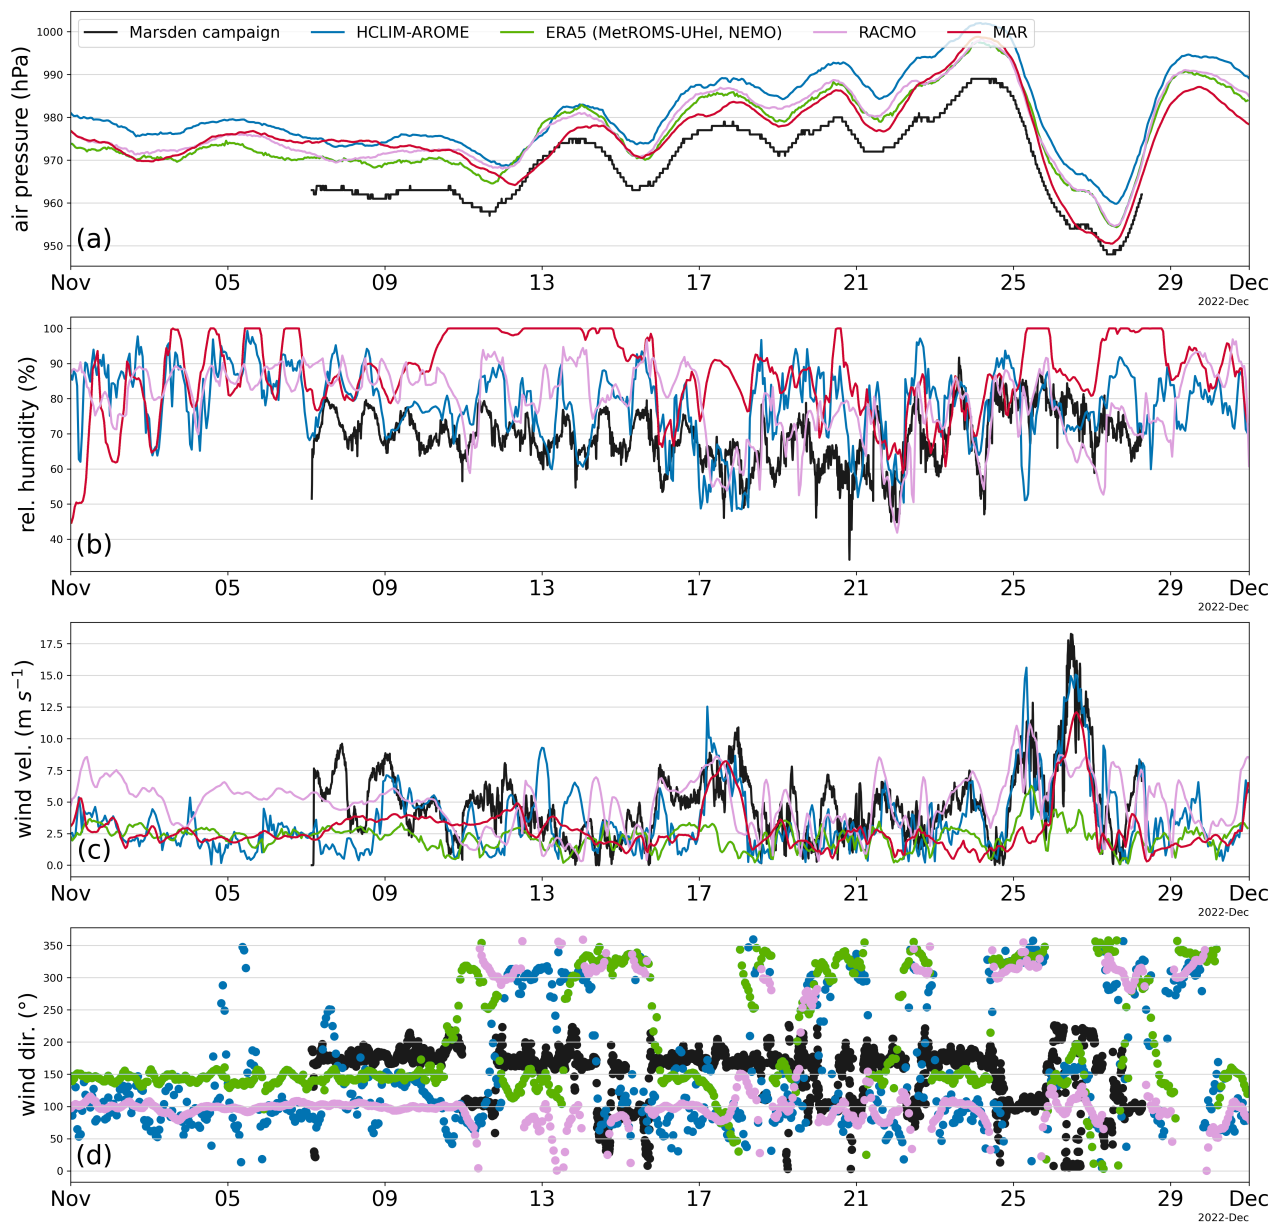 Marsden campaign HCLIM-AROME ERA5 (MetROMS-UHel, NEMO) RACMO MAR
air pressure (hPa)
1000
990
980
970
960
950
(a)
Nov 05 09 13 17 21 25 29 Dec
2022-Dec
rel. humidity (%)
100
90
80
70
60
50
40
(b)
Nov 05 09 13 17 21 25 29 Dec
2022-Dec
wind vel. (m s⁻¹)
17.5
15.0
12.5
10.0
7.5
5.0
2.5
0.0
(c)
Nov 05 09 13 17 21 25 29 Dec
2022-Dec
wind dir. (°)
350
300
250
200
150
100
50
0
(d)
Nov 05 09 13 17 21 25 29 Dec
2022-Dec